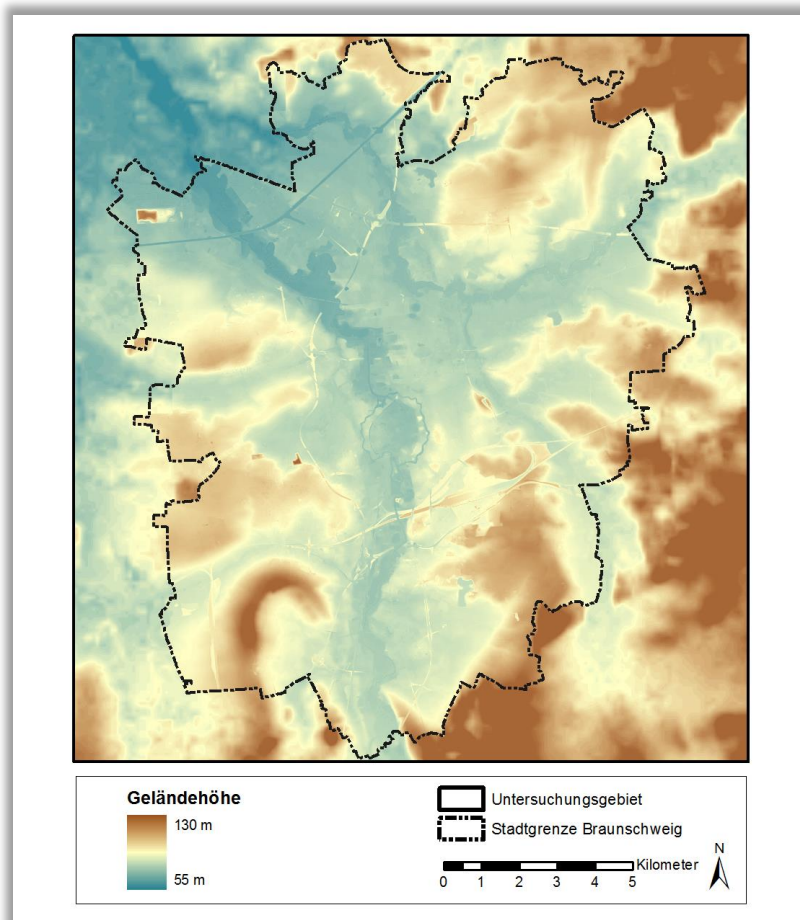 Geländehöhe
130 m
55 m
Untersuchungsgebiet
Stadtgrenze Braunschweig
Kilometer
0 1 2 3 4 5
N